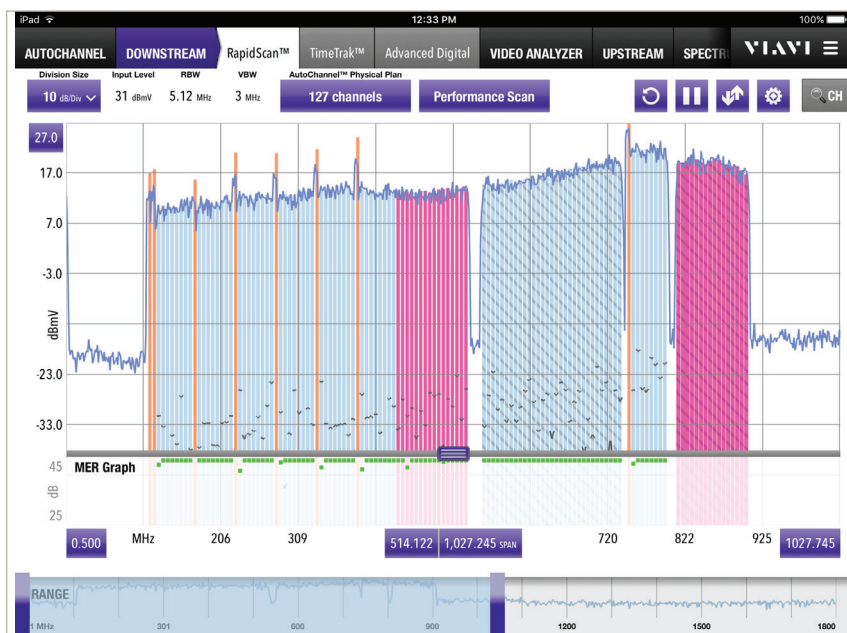 iPad 12:33 PM 100%
AUTOCHANNEL DOWNSTREAM RapidScan™ TimeTrak™ Advanced Digital VIDEO ANALYZER UPSTREAM SPECTR VIAVI
Division Size Input Level RBW VBW AutoChannel™ Physical Plan
10 dB/Div 31 dBmV 5.12 MHz 3 MHz 127 channels Performance Scan CH
27.0
17.0
7.0
-3.0
dBmV
-23.0
-33.0
45 MER Graph
dB
25
0.500 MHz 206 309 514.122 1,027.245 SPAN 720 822 925 1027.745
RANGE
1 MHz 301 600 900 1200 1500 1800